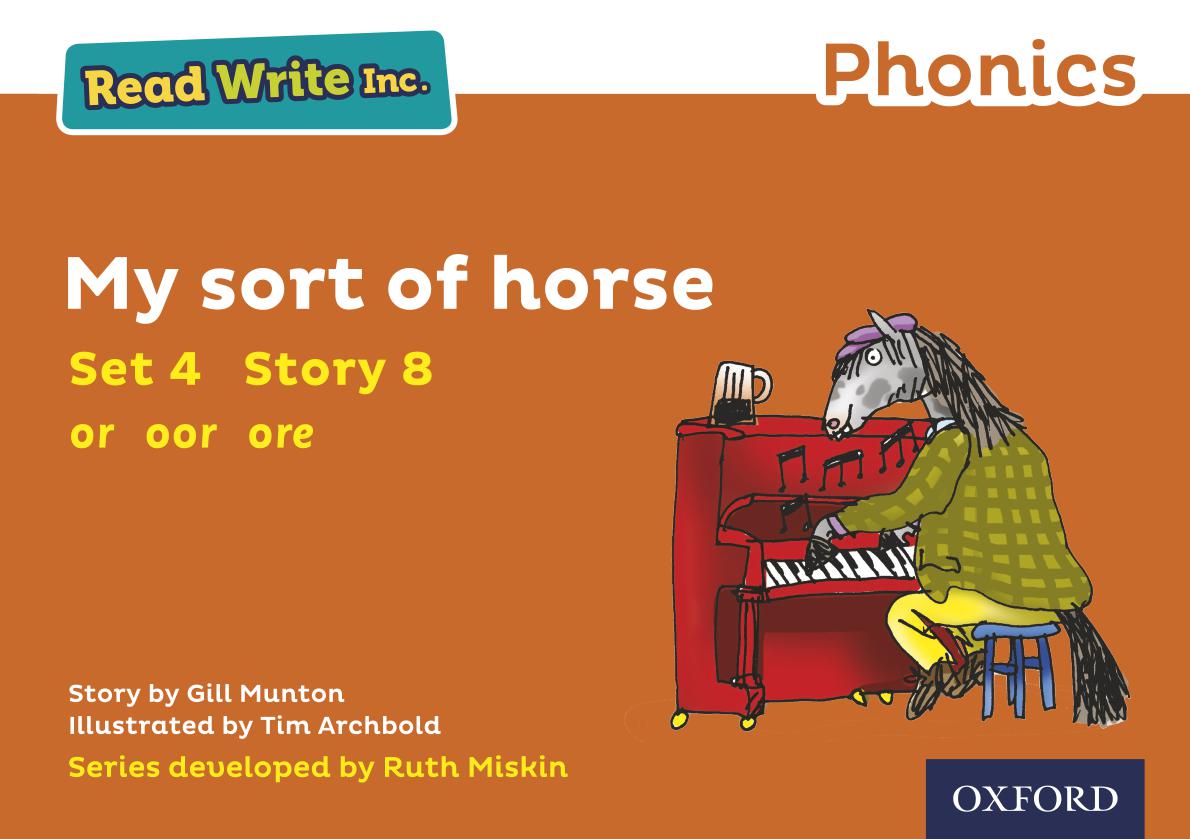 Read Write Inc.
Phonics
My sort of horse
Set 4 Story 8
or oor ore
Story by Gill Munton
Illustrated by Tim Archbold
Series developed by Ruth Miskin
OXFORD